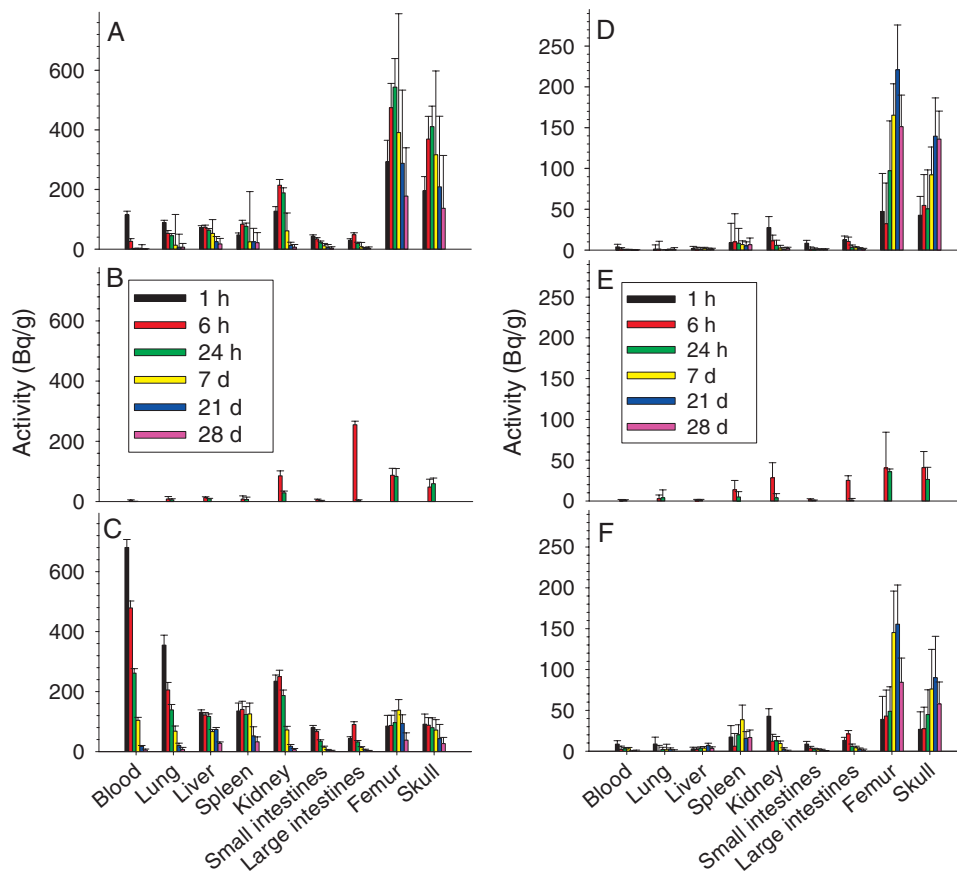 A
600
400
200
0
D
250
200
150
100
50
0
B
600
400
200
0
1 h
6 h
24 h
7 d
21 d
28 d
Activity (Bq/g)
E
250
200
150
100
50
0
1 h
6 h
24 h
7 d
21 d
28 d
Activity (Bq/g)
C
600
400
200
0
F
250
200
150
100
50
0
Blood
Lung
Liver
Spleen
Kidney
Small intestines
Large intestines
Femur
Skull
Blood
Lung
Liver
Spleen
Kidney
Small intestines
Large intestines
Femur
Skull